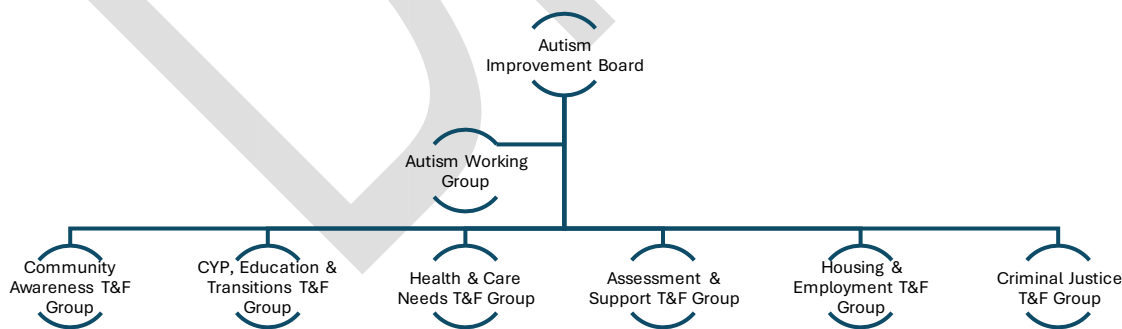 Autism
Improvement Board
Autism Working
Group
Community
Awareness T&F
Group
CYP, Education &
Transitions T&F
Group
Health & Care
Needs T&F Group
Assessment &
Support T&F Group
Housing &
Employment T&F
Group
Criminal Justice
T&F Group